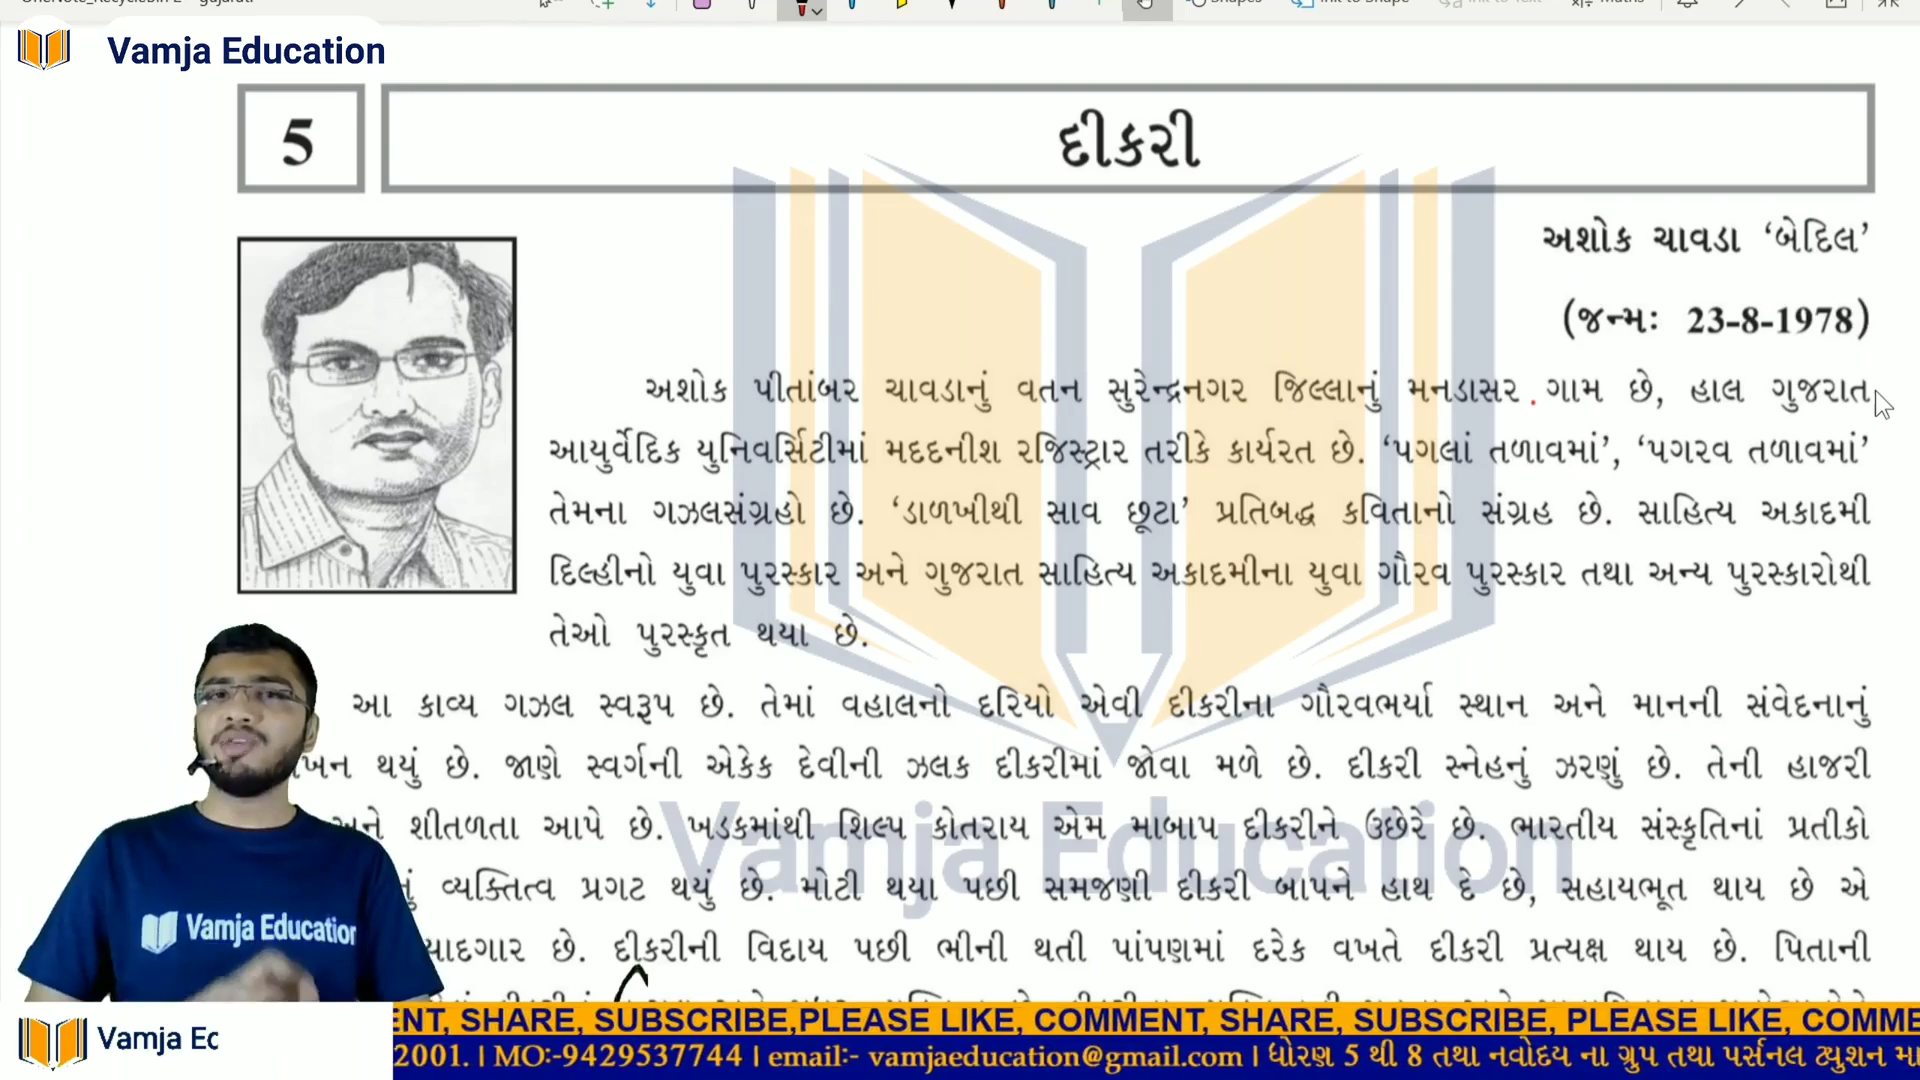 Vamja Education
5
દીકરી
અશોક ચાવડા ‘બેદિલ’
(જન્મઃ 23-8-1978)
અશોક પીતાંબર ચાવડાનું વતન સુરેન્દ્રનગર જિલ્લાનું મનડાસર ગામ છે, હાલ ગુજરાત
આયુર્વેદિક યુનિવર્સિટીમાં મદદનીશ રજિસ્ટ્રાર તરીકે કાર્યરત છે. ‘પગલાં તળાવમાં’, ‘પગરવ તળાવમાં’
તેમના ગઝલસંગ્રહો છે. ‘ડાળખીથી સાવ છૂટા’ પ્રતિબદ્ધ કવિતાનો સંગ્રહ છે. સાહિત્ય અકાદમી
દિલ્હીનો યુવા પુરસ્કાર અને ગુજરાત સાહિત્ય અકાદમીના યુવા ગૌરવ પુરસ્કાર તથા અન્ય પુરસ્કારોથી
તેઓ પુરસ્કૃત થયા છે.
આ કાવ્ય ગઝલ સ્વરૂપ છે. તેમાં વહાલનો દરિયો એવી દીકરીના ગૌરવભર્યા સ્થાન અને માનની સંવેદનાનું
થયું છે. જાણે સ્વર્ગની એકેક દેવીની ઝલક દીકરીમાં જોવા મળે છે. દીકરી સ્નેહનું ઝરણું છે. તેની હાજરી
શીતળતા આપે છે. ખડકમાંથી શિલ્પ કોતરાય એમ માબાપ દીકરીને ઉછેરે છે. ભારતીય સંસ્કૃતિનાં પ્રતીકો
વ્યક્તિત્વ પ્રગટ થયું છે. મોટી થયા પછી સમજણી દીકરી બાપને હાથ દે છે, સહાયભૂત થાય છે એ
યાદગાર છે. દીકરીની વિદાય પછી ભીની થતી પાંપણમાં દરેક વખતે દીકરી પ્રત્યક્ષ થાય છે. પિતાની
Vamja Education
Vamja Education
Vamja Ec
ENT, SHARE, SUBSCRIBE,PLEASE LIKE, COMMENT, SHARE, SUBSCRIBE, PLEASE LIKE, COMME
2001. | MO:-9429537744 | email:- vamjaeducation@gmail.com | ધોરણ 5 થી 8 તથા નવોદય ના ગ્રુપ તથા પર્સનલ ટ્યુશન મા